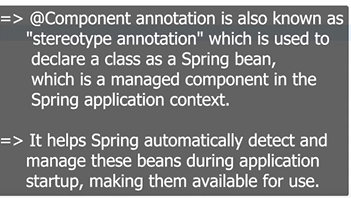 => @Component annotation is also known as
"stereotype annotation" which is used to
declare a class as a Spring bean,
which is a managed component in the
Spring application context.
=> It helps Spring automatically detect and
manage these beans during application
startup, making them available for use.